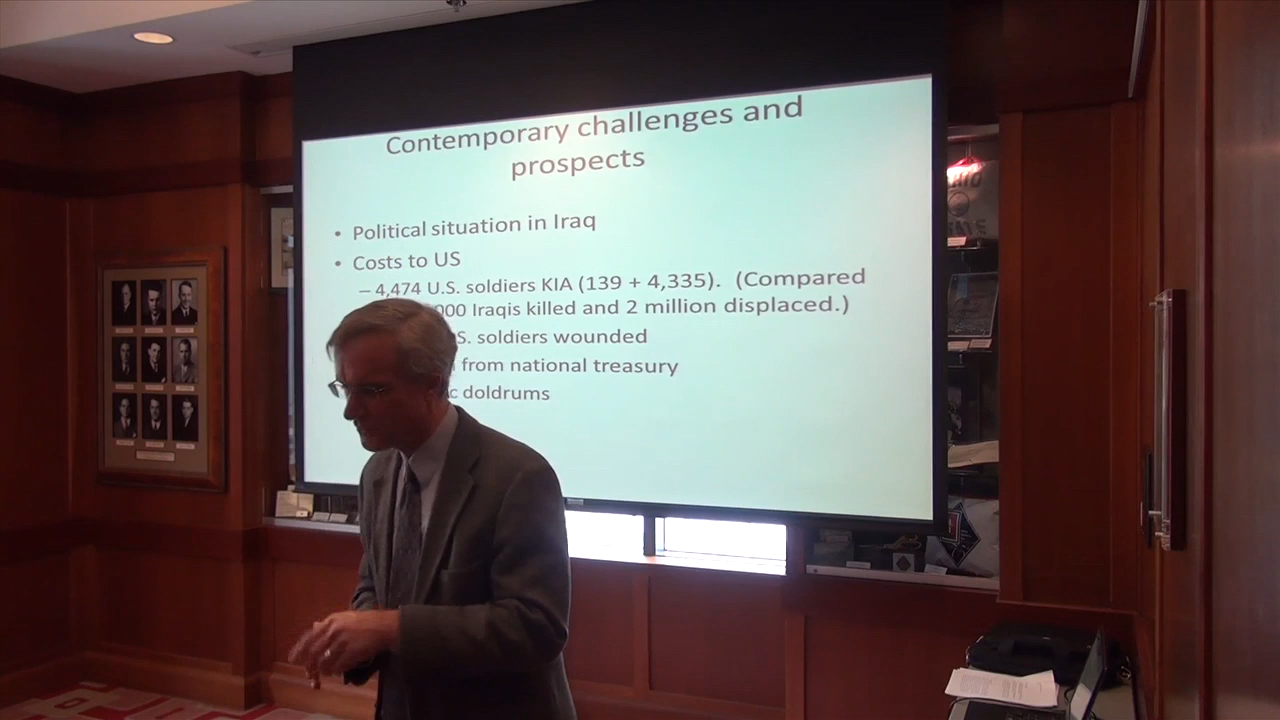 Contemporary challenges and
prospects
• Political situation in Iraq
• Costs to US
– 4,474 U.S. soldiers KIA (139 + 4,335). (Compared
000 Iraqis killed and 2 million displaced.)
S. soldiers wounded
from national treasury
doldrums